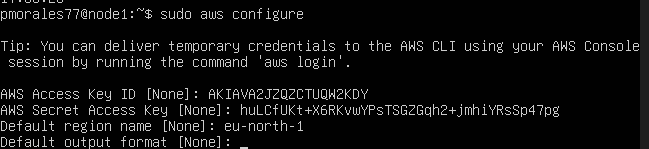 pmorales77@node1:~$ sudo aws configure
Tip: You can deliver temporary credentials to the AWS CLI using your AWS Console
session by running the command 'aws login'.
AWS Access Key ID [None]: AKIAVA2JZQZCTUQW2KDY
AWS Secret Access Key [None]: huLCfUKt+X6RKvwYPsTSGZGqh2+jmhiYRsSp47pg
Default region name [None]: eu-north-1
Default output format [None]: _